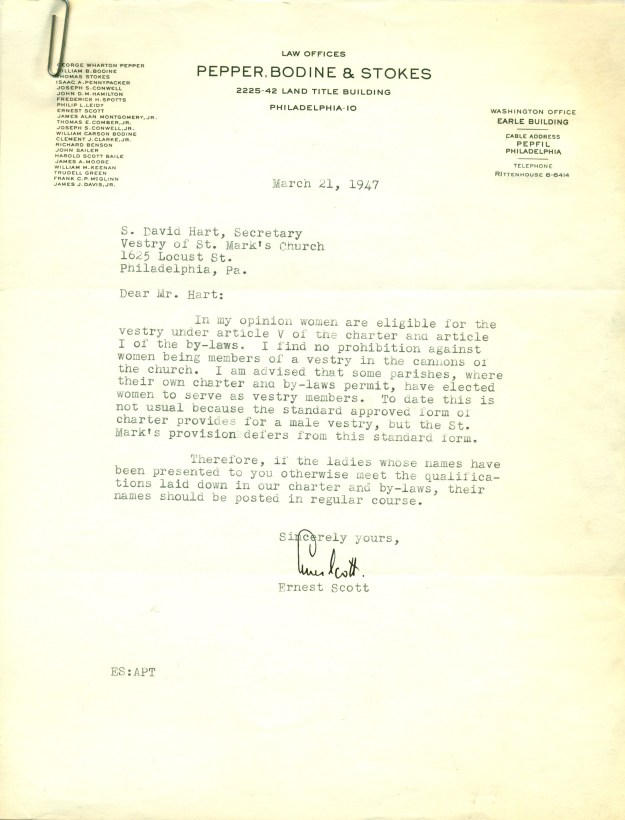 LAW OFFICES
PEPPER, BODINE & STOKES
2225-42 LAND TITLE BUILDING
PHILADELPHIA-10
GEORGE WHARTON PEPPER
WILLIAM B. BODINE
THOMAS STOKES
ISAAC A. PENNYPACKER
JOSEPH S. CONWELL
JOHN D. M. HAMILTON
FREDERICK H. SPOTTS
PHILIP L. LEIDY
ERNEST SCOTT
JAMES ALAN MONTGOMERY, JR.
THOMAS E. COMBER, JR.
JOSEPH S. CONWELL, JR.
WILLIAM CARSON BODINE
CLEMENT J. CLARKE, JR.
RICHARD BENSON
JOHN SAILER
HAROLD SCOTT BAILE
JAMES A. MOORE
WILLIAM H. KEENAN
TRUDELL GREEN
FRANK C. P. McGLINN
JAMES J. DAVIS, JR.
WASHINGTON OFFICE
EARLE BUILDING
CABLE ADDRESS
PEPFIL
PHILADELPHIA
TELEPHONE
RITTENHOUSE 6-6414
March 21, 1947
S. David Hart, Secretary
Vestry of St. Mark's Church
1625 Locust St.
Philadelphia, Pa.
Dear Mr. Hart:
In my opinion women are eligible for the
vestry under article V of the charter and article
I of the by-laws. I find no prohibition against
women being members of a vestry in the cannons of
the church. I am advised that some parishes, where
their own charter and by-laws permit, have elected
women to serve as vestry members. To date this is
not usual because the standard approved form of
charter provides for a male vestry, but the St.
Mark's provision defers from this standard form.
Therefore, if the ladies whose names have
been presented to you otherwise meet the qualifica-
tions laid down in our charter and by-laws, their
names should be posted in regular course.
Sincerely yours,
Ernest Scott
Ernest Scott
ES:APT